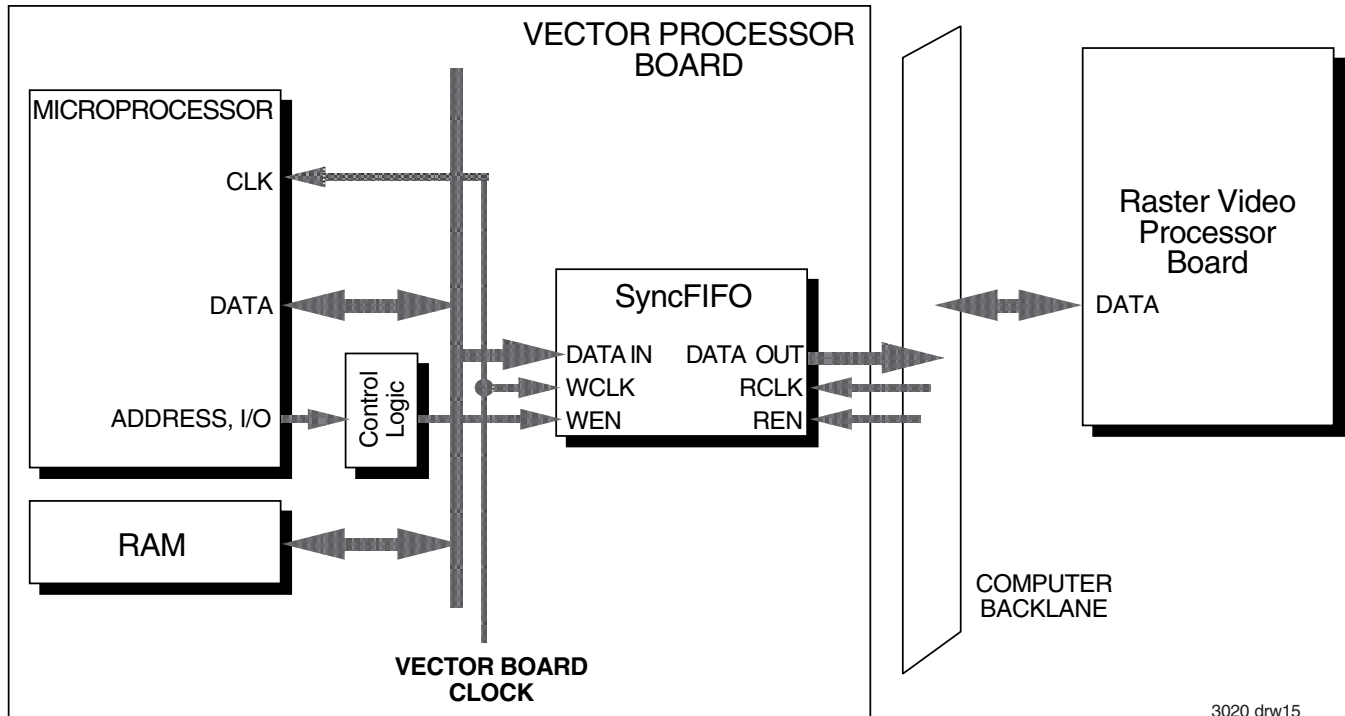 VECTOR PROCESSOR
BOARD
MICROPROCESSOR
CLK
DATA
ADDRESS, I/O
Control
Logic
RAM
SyncFIFO
DATA IN DATA OUT
WCLK RCLK
WEN REN
VECTOR BOARD
CLOCK
COMPUTER
BACKLANE
Raster Video
Processor
Board
DATA
3020 drw15